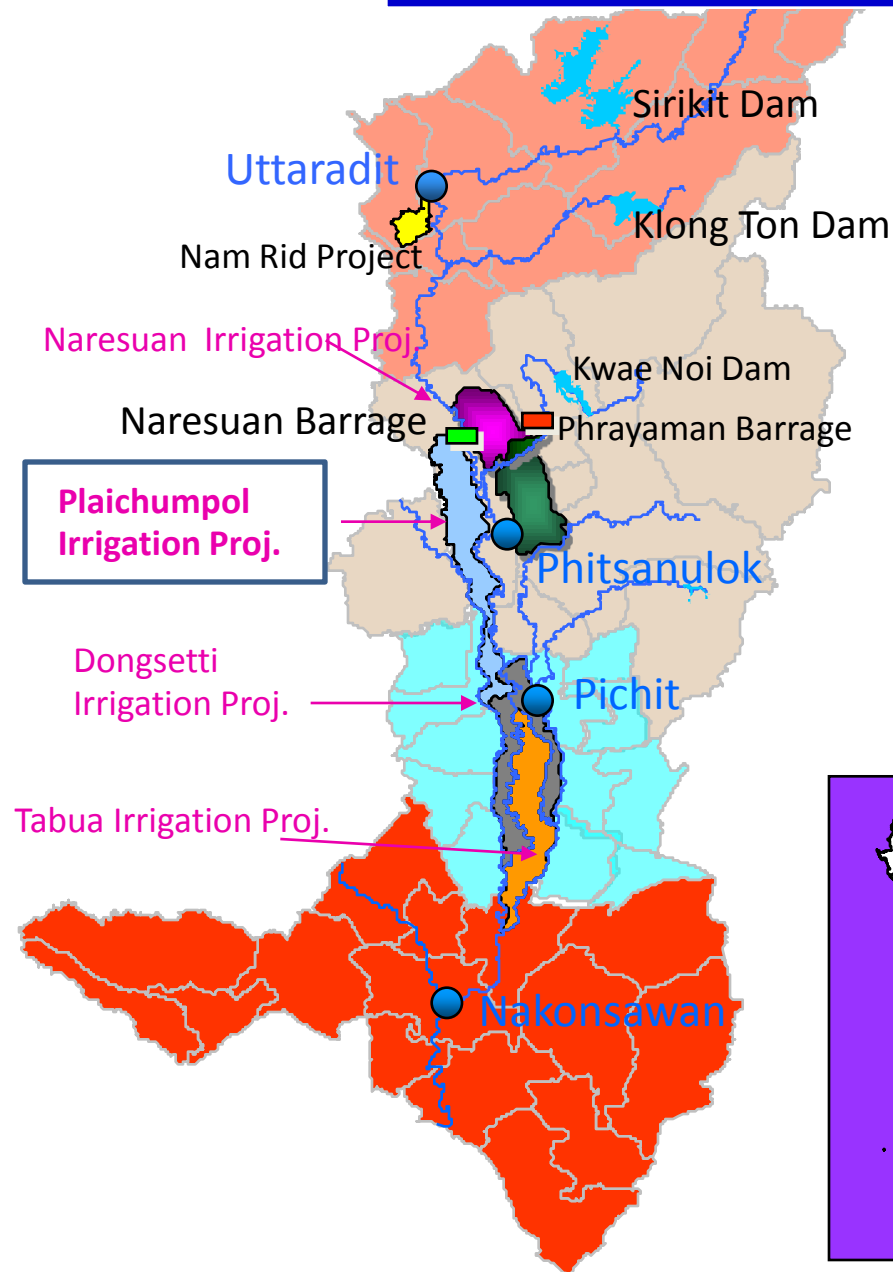 Sirikit Dam
Uttaradit
Klong Ton Dam
Nam Rid Project
Naresuan Irrigation Proj.
Kwae Noi Dam
Naresuan Barrage
Phrayaman Barrage
Plaichumpol
Irrigation Proj.
Phitsanulok
Dongsetti
Irrigation Proj.
Pichit
Tabua Irrigation Proj.
Nakonsawan